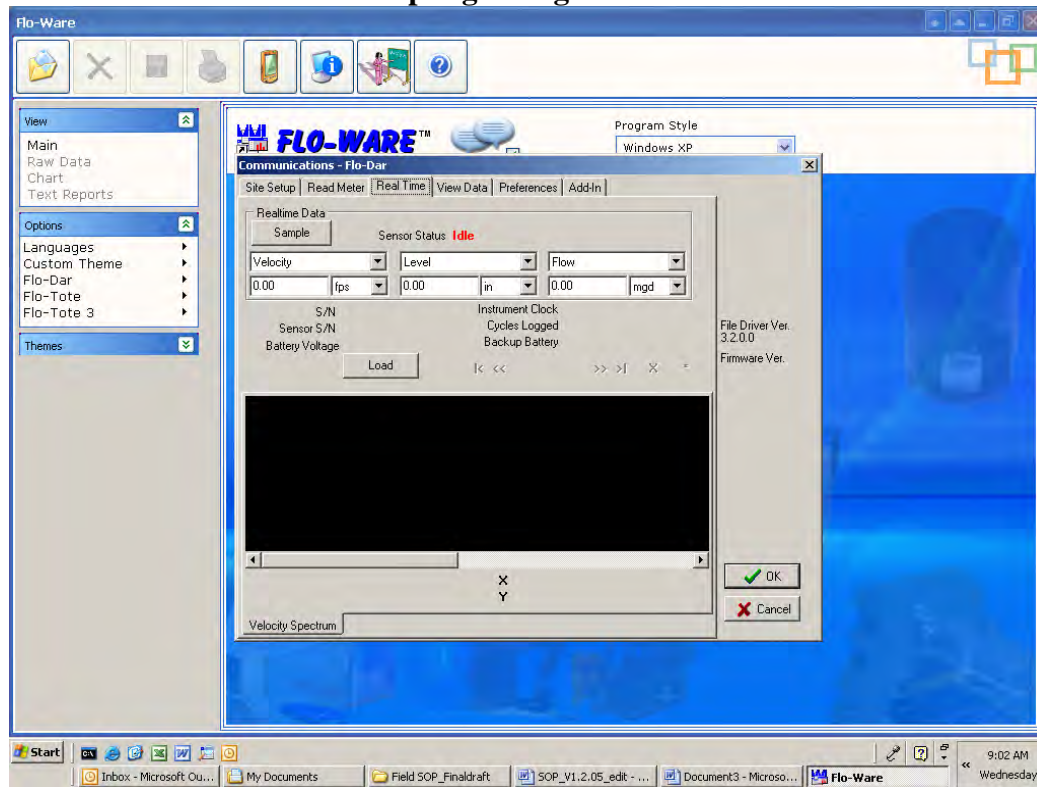 Flo-Ware
View
Main
Raw Data
Chart
Text Reports
Options
Languages
Custom Theme
Flo-Dar
Flo-Tote
Flo-Tote 3
Themes
FLO-WARE™
Program Style
Windows XP
Communications - Flo-Dar
Site Setup Read Meter Real Time View Data Preferences Add-In
Realtime Data
Sample Sensor Status Idle
Velocity Level Flow
0.00 fps 0.00 in 0.00 mgd
S/N Instrument Clock
Sensor S/N Cycles Logged
Battery Voltage Backup Battery
File Driver Ver.
3.2.0.0
Firmware Ver.
Load |< << >> >| X *
X
Y
OK
Cancel
Velocity Spectrum
Start 9:02 AM
Inbox - Microsoft Ou... My Documents Field SOP_Finaldraft SOP_V1.2.05_edit - ... Document3 - Microso... Flo-Ware Wednesday